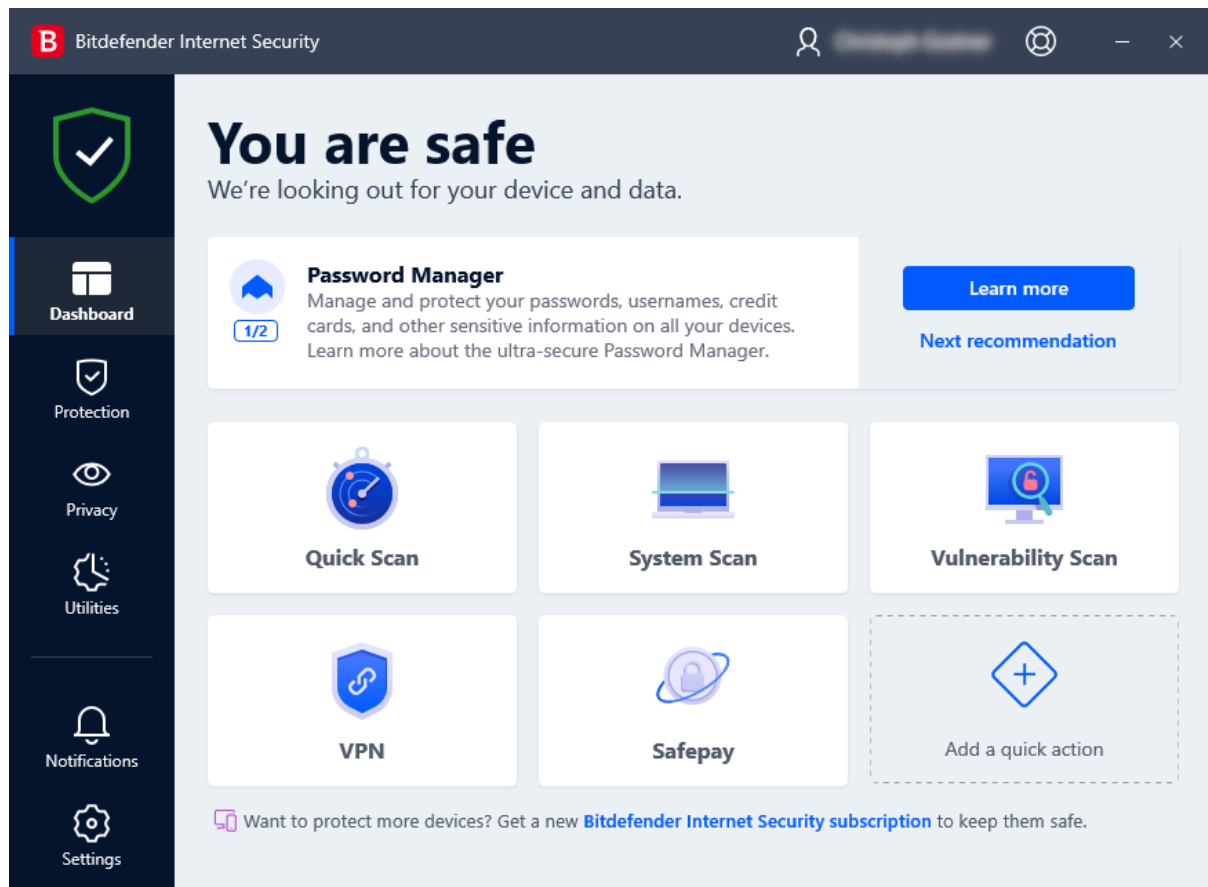 B Bitdefender Internet Security
You are safe
We're looking out for your device and data.
Dashboard
Protection
Privacy
Utilities
Notifications
Settings
Password Manager
1/2
Manage and protect your passwords, usernames, credit
cards, and other sensitive information on all your devices.
Learn more about the ultra-secure Password Manager.
Learn more
Next recommendation
Quick Scan
System Scan
Vulnerability Scan
VPN
Safepay
Add a quick action
Want to protect more devices? Get a new Bitdefender Internet Security subscription to keep them safe.